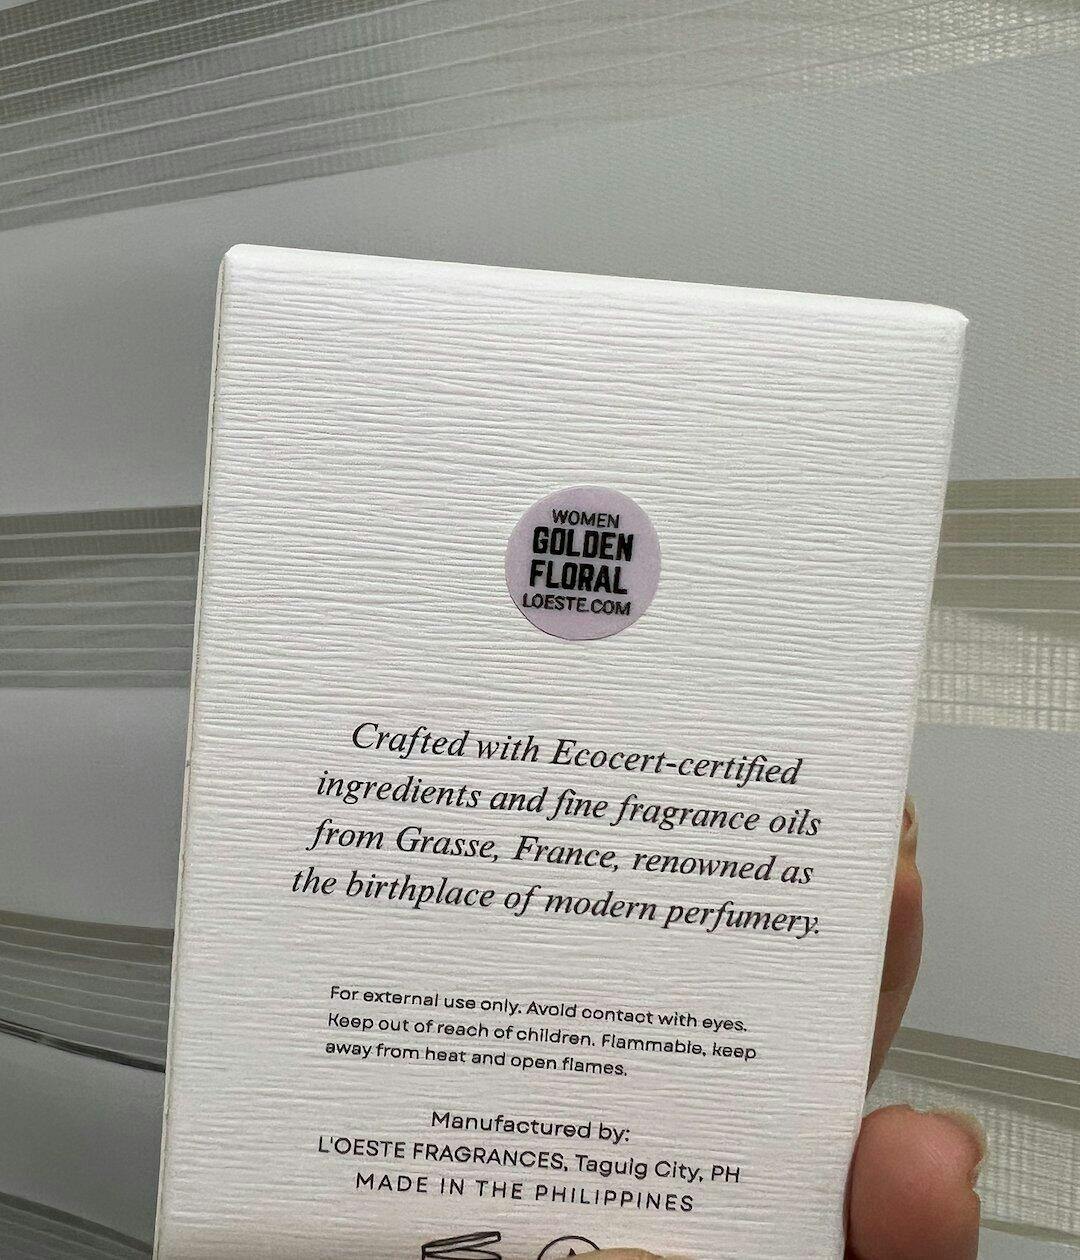 WOMEN
GOLDEN
FLORAL
LOESTE.COM
Crafted with Ecocert-certified
ingredients and fine fragrance oils
from Grasse, France, renowned as
the birthplace of modern perfumery.
For external use only. Avoid contact with eyes.
Keep out of reach of children. Flammable, keep
away from heat and open flames.
Manufactured by:
L'OESTE FRAGRANCES, Taguig City, PH
MADE IN THE PHILIPPINES